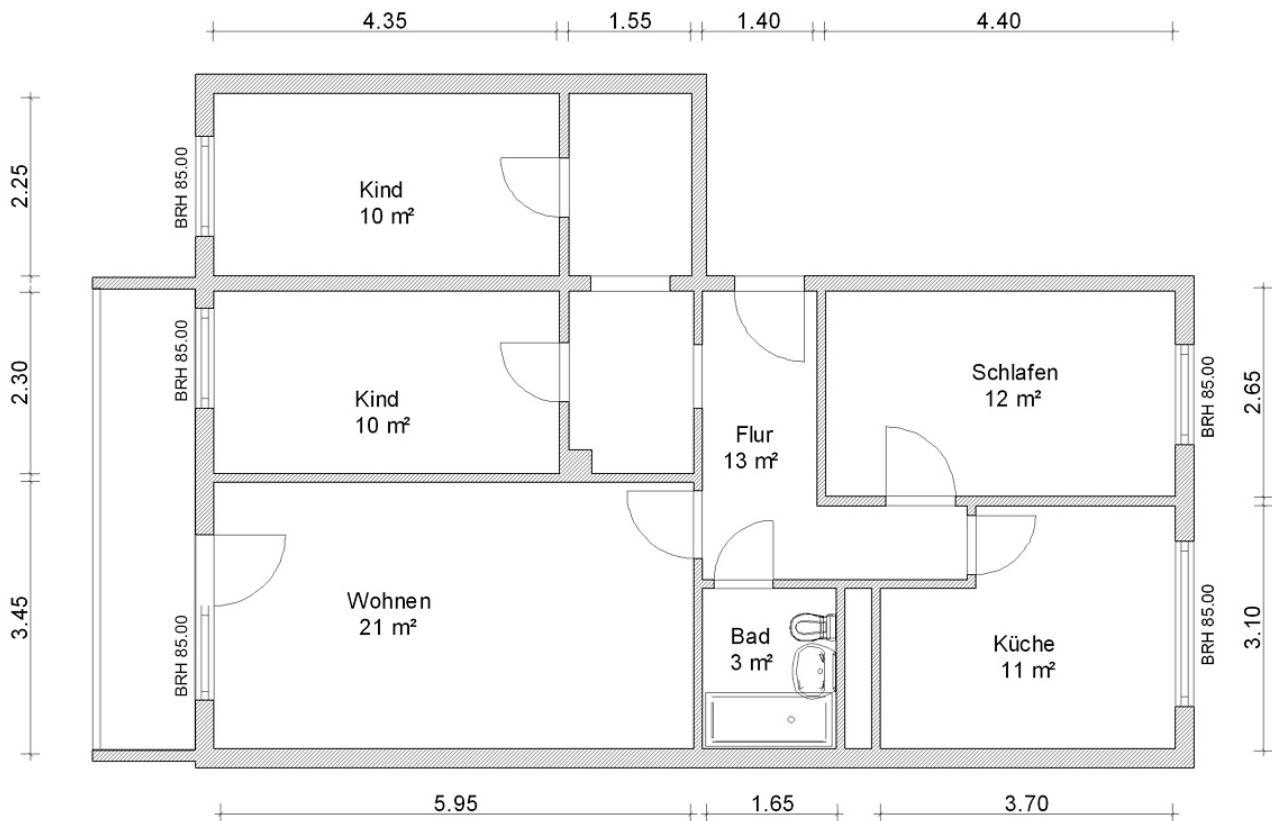 4.35
1.55
1.40
4.40
2.25
BRH 85.00
Kind
10 m²
2.30
BRH 85.00
Kind
10 m²
Flur
13 m²
Schlafen
12 m²
BRH 85.00
2.65
3.45
BRH 85.00
Wohnen
21 m²
Bad
3 m²
Küche
11 m²
BRH 85.00
3.10
5.95
1.65
3.70